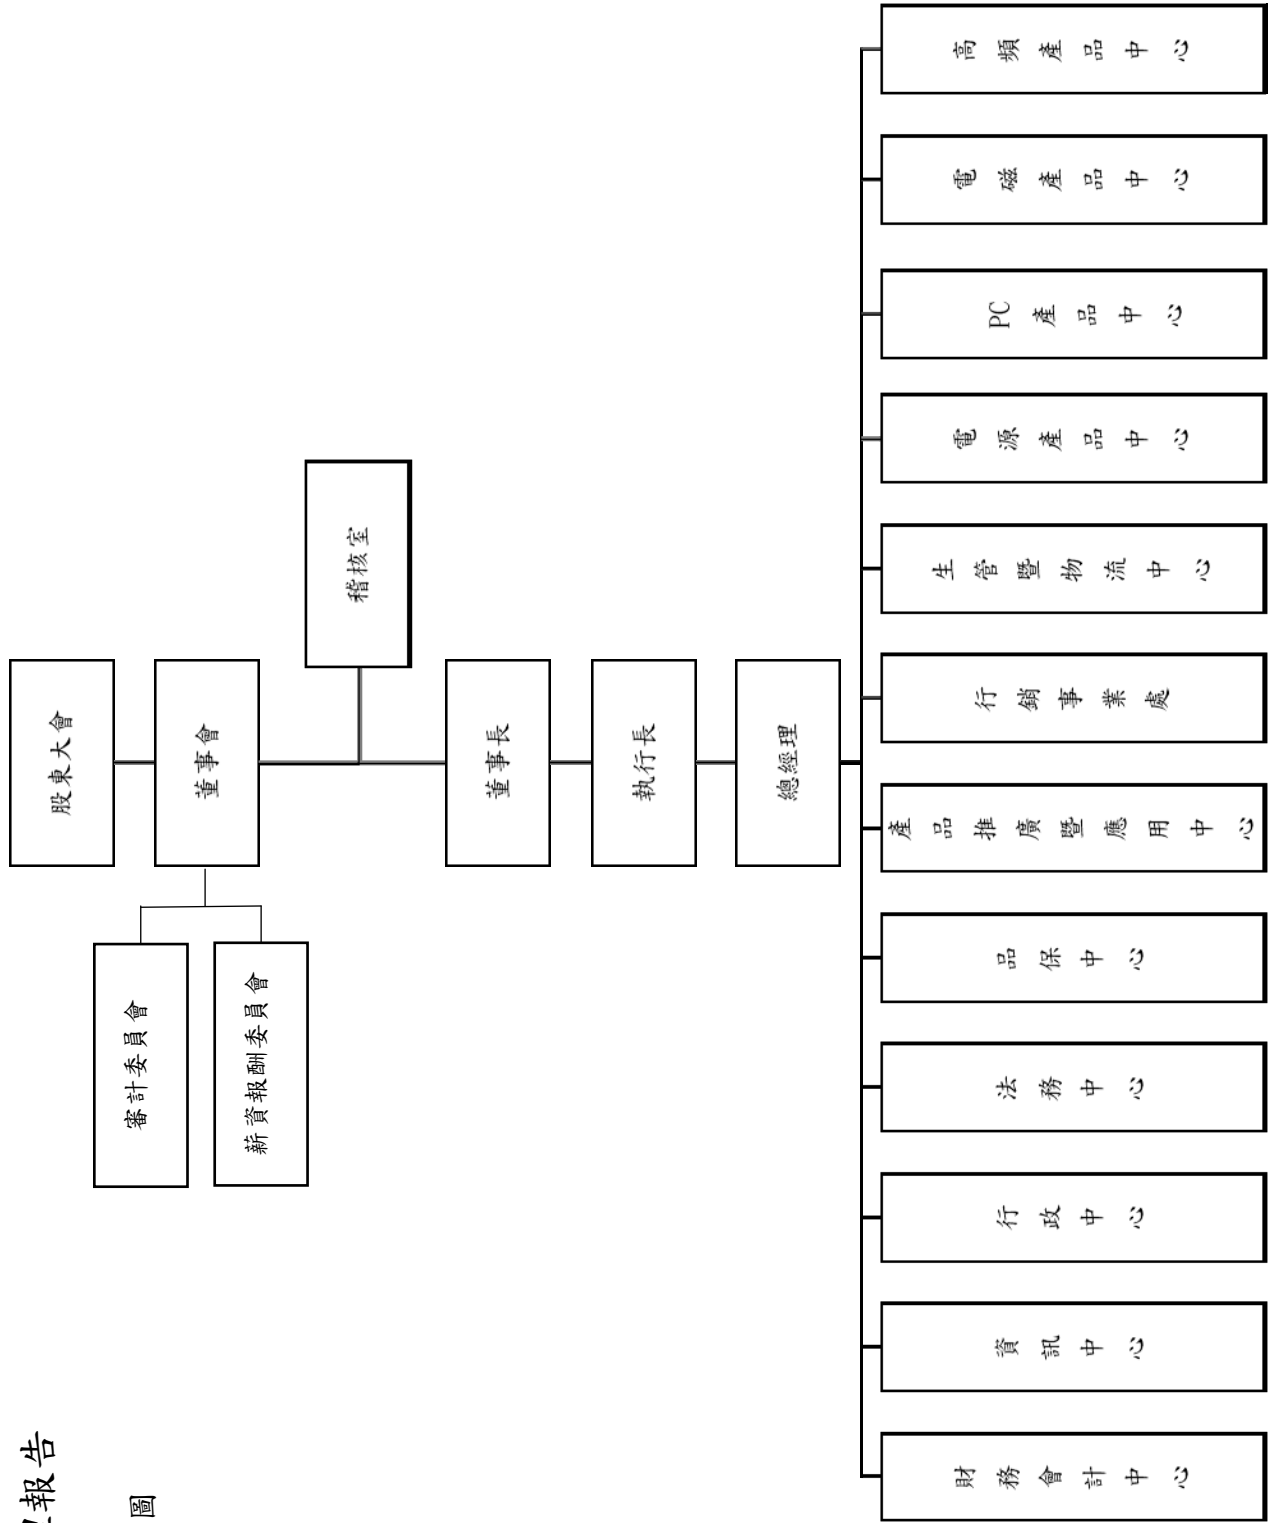 報告
圖
股東大會
董事會
審計委員會
薪資報酬委員會
稽核室
董事長
執行長
總經理
財務會計中心
資訊中心
行政中心
法務中心
品保中心
產品推廣暨應用中心
行銷事業處
生管暨物流中心
電源產品中心
PC產品中心
電磁產品中心
高頻產品中心